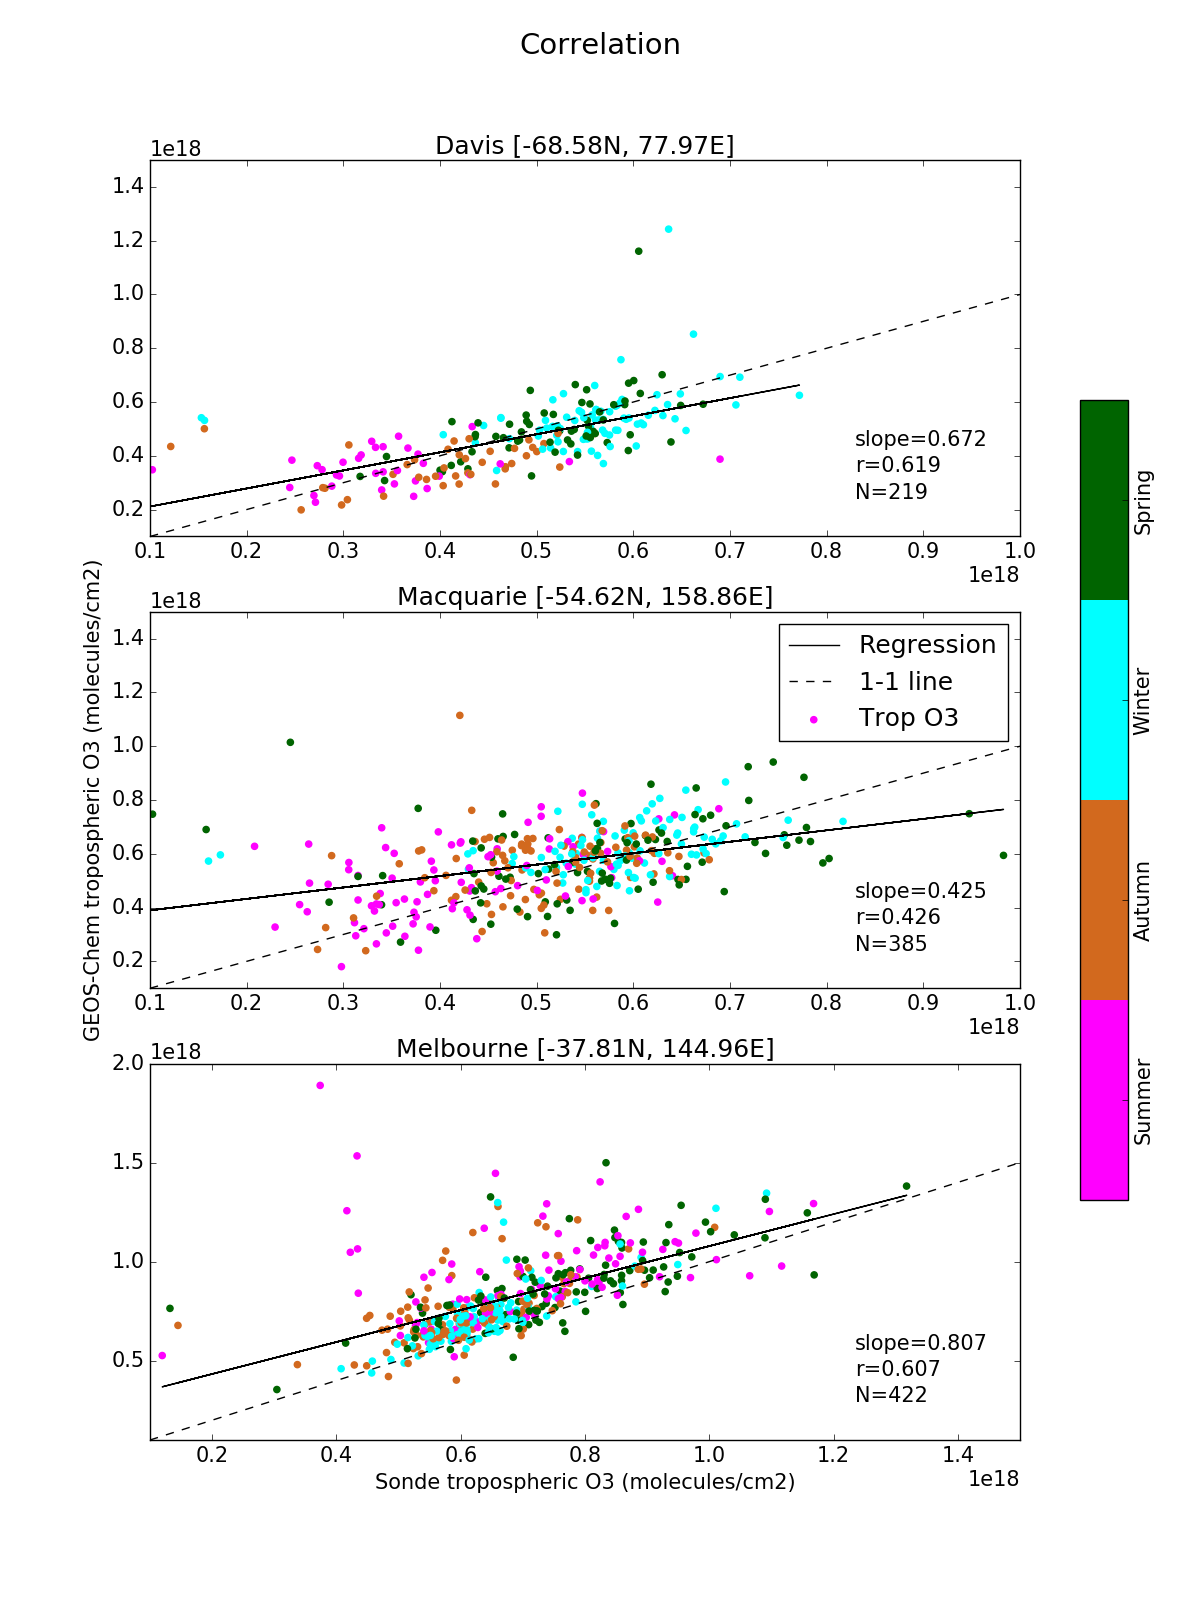 Correlation
Davis [-68.58N, 77.97E]
1e18
1.4
1.2
1.0
0.8
0.6
0.4
0.2
slope=0.672
r=0.619
N=219
0.1 0.2 0.3 0.4 0.5 0.6 0.7 0.8 0.9 1.0
1e18
Macquarie [-54.62N, 158.86E]
1e18
1.4
1.2
1.0
0.8
0.6
0.4
0.2
Regression
1-1 line
Trop O3
slope=0.425
r=0.426
N=385
0.1 0.2 0.3 0.4 0.5 0.6 0.7 0.8 0.9 1.0
1e18
GEOS-Chem tropospheric O3 (molecules/cm2)
Melbourne [-37.81N, 144.96E]
1e18
2.0
1.5
1.0
0.5
slope=0.807
r=0.607
N=422
0.2 0.4 0.6 0.8 1.0 1.2 1.4
1e18
Sonde tropospheric O3 (molecules/cm2)
Spring
Winter
Autumn
Summer